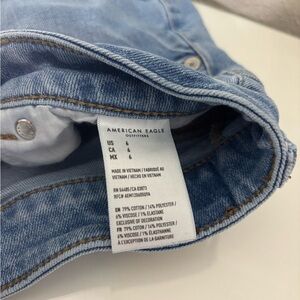 AMERICAN EAGLE
OUTFITTERS
US 6
CA 6
MX 6
MADE IN VIETNAM / FABRIQUÉ AU
VIETNAM / HECHO EN VIETNAM
EN 79% COTTON / 14% POLYESTER /
6% VISCOSE / 1% ELASTANE
EXCLUSIVE OF DECORATION
FR 79% COTON / 14% POLYESTER /
6% VISCOSE / 1% ÉLASTHANNE
À L'EXCEPTION DE LA GARNITURE